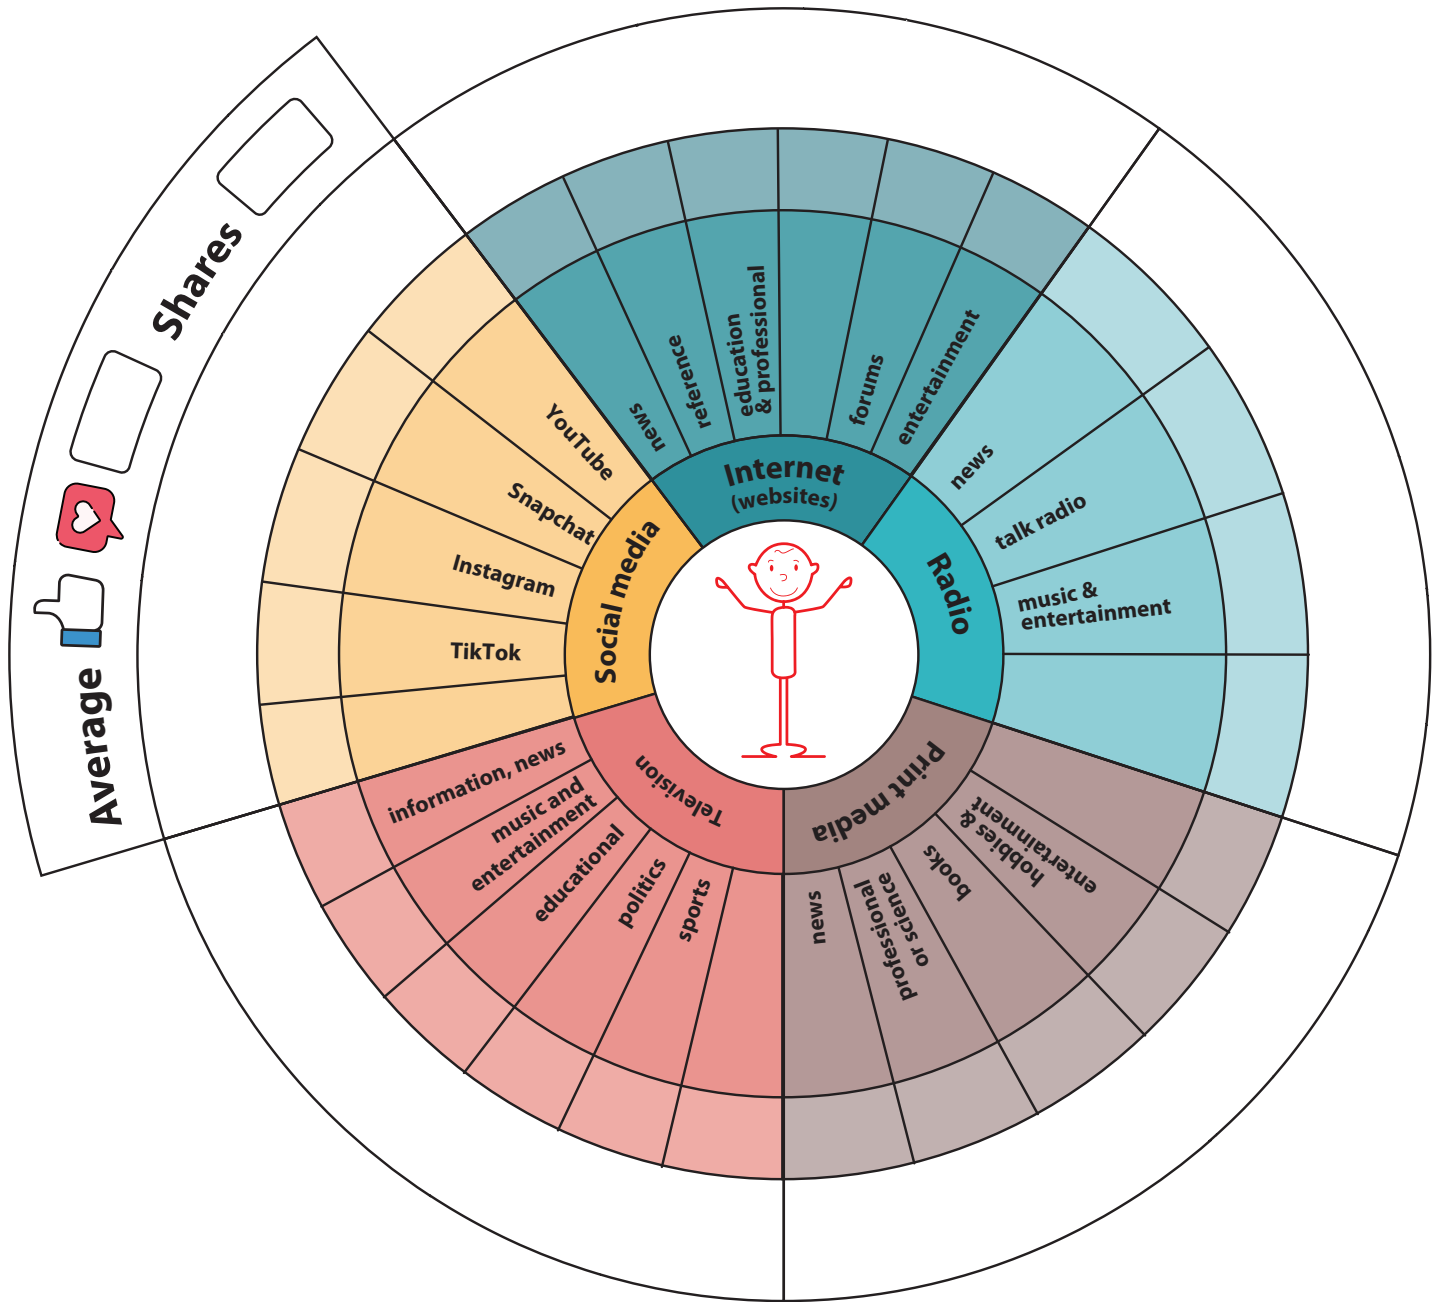 Shares
Average
Internet
(websites)
news
reference
education
& professional
forums
entertainment
Radio
news
talk radio
music &
entertainment
Print media
hobbies &
entertainment
books
professional
or science
news
Television
information, news
music and
entertainment
educational
politics
sports
Social media
YouTube
Snapchat
Instagram
TikTok